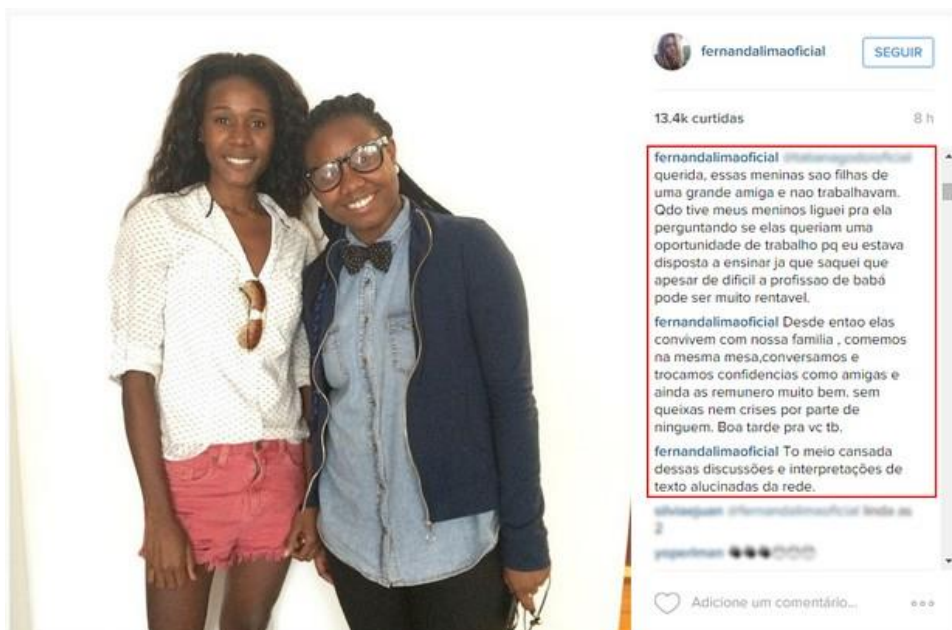 fernandalimaoficial
SEGUIR
13.4k curtidas
8 h
fernandalimaoficial
querida, essas meninas sao filhas de
uma grande amiga e nao trabalhavam.
Qdo tive meus meninos liguei pra ela
perguntando se elas queriam uma
oportunidade de trabalho pq eu estava
disposta a ensinar ja que saquei que
apesar de dificil a profissao de babá
pode ser muito rentavel.
fernandalimaoficial Desde entao elas
convivem com nossa familia , comemos
na mesma mesa,conversamos e
trocamos confidencias como amigas e
ainda as remunero muito bem. sem
queixas nem crises por parte de
ninguem. Boa tarde pra vc tb.
fernandalimaoficial To meio cansada
dessas discussões e interpretações de
texto alucinadas da rede.
linda as
2
Adicione um comentário...